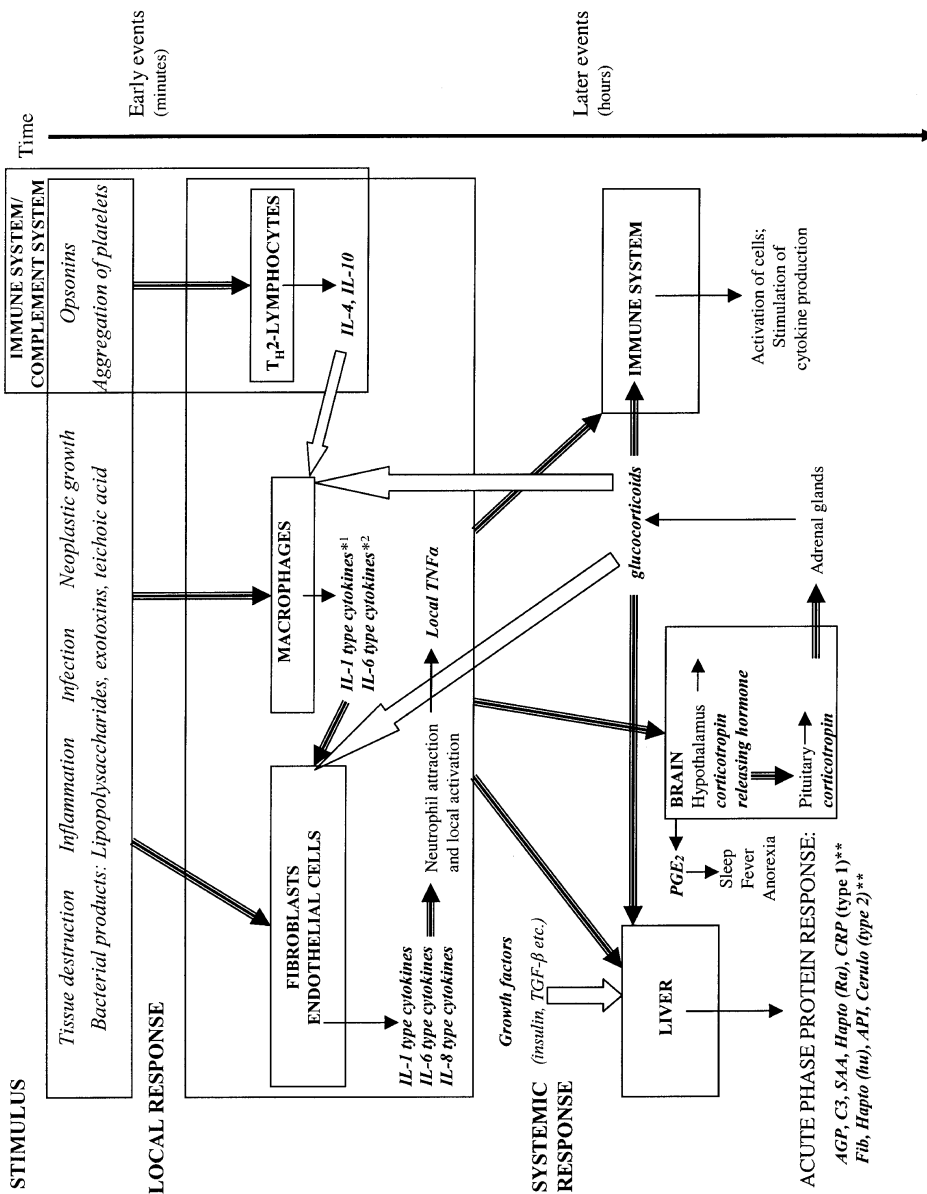 STIMULUS
IMMUNE SYSTEM/
COMPLEMENT SYSTEM
Time
Tissue destruction Inflammation Infection Neoplastic growth
Opsonins
Bacterial products: Lipopolysaccharides, exotoxins, teichoic acid
Aggregation of platelets
Early events
(minutes)
LOCAL RESPONSE
FIBROBLASTS
ENDOTHELIAL CELLS
MACROPHAGES
TH2-LYMPHOCYTES
IL-4, IL-10
IL-1 type cytokines*1
IL-6 type cytokines*2
IL-1 type cytokines
IL-6 type cytokines
IL-8 type cytokines
Neutrophil attraction
and local activation
Local TNFα
SYSTEMIC
RESPONSE
Growth factors
(insulin, TGF-β etc.)
Later events
(hours)
LIVER
glucocorticoids
IMMUNE SYSTEM
PGE2
Sleep
Fever
Anorexia
BRAIN
Hypothalamus
corticotropin
releasing hormone
Pituitary
corticotropin
Adrenal glands
Activation of cells;
Stimulation of
cytokine production
ACUTE PHASE PROTEIN RESPONSE:
AGP, C3, SAA, Hapto (Ra), CRP (type 1)**
Fib, Hapto (hu), API, Cerulo (type 2)**